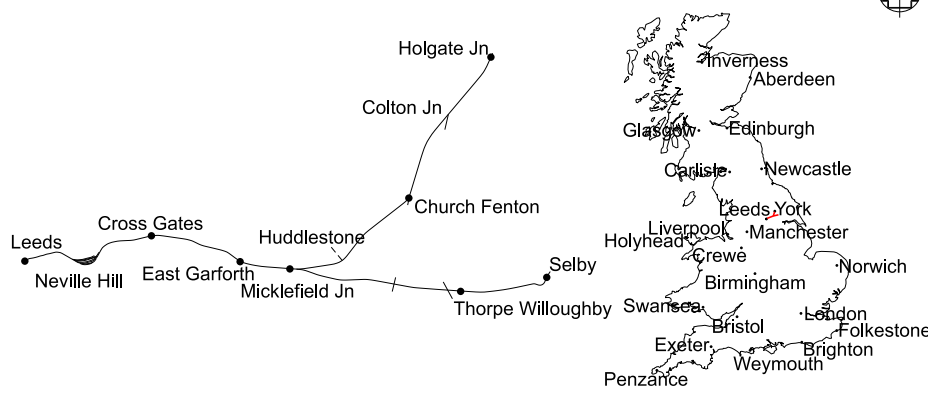 Holgate Jn
Colton Jn
Church Fenton
Huddlestone
Cross Gates
Leeds
Neville Hill
East Garforth
Micklefield Jn
Selby
Thorpe Willoughby
Inverness
Aberdeen
Glasgow
Edinburgh
Carlisle
Newcastle
Leeds
York
Liverpool
Manchester
Holyhead
Crewe
Norwich
Birmingham
Swansea
London
Bristol
Folkestone
Exeter
Brighton
Weymouth
Penzance